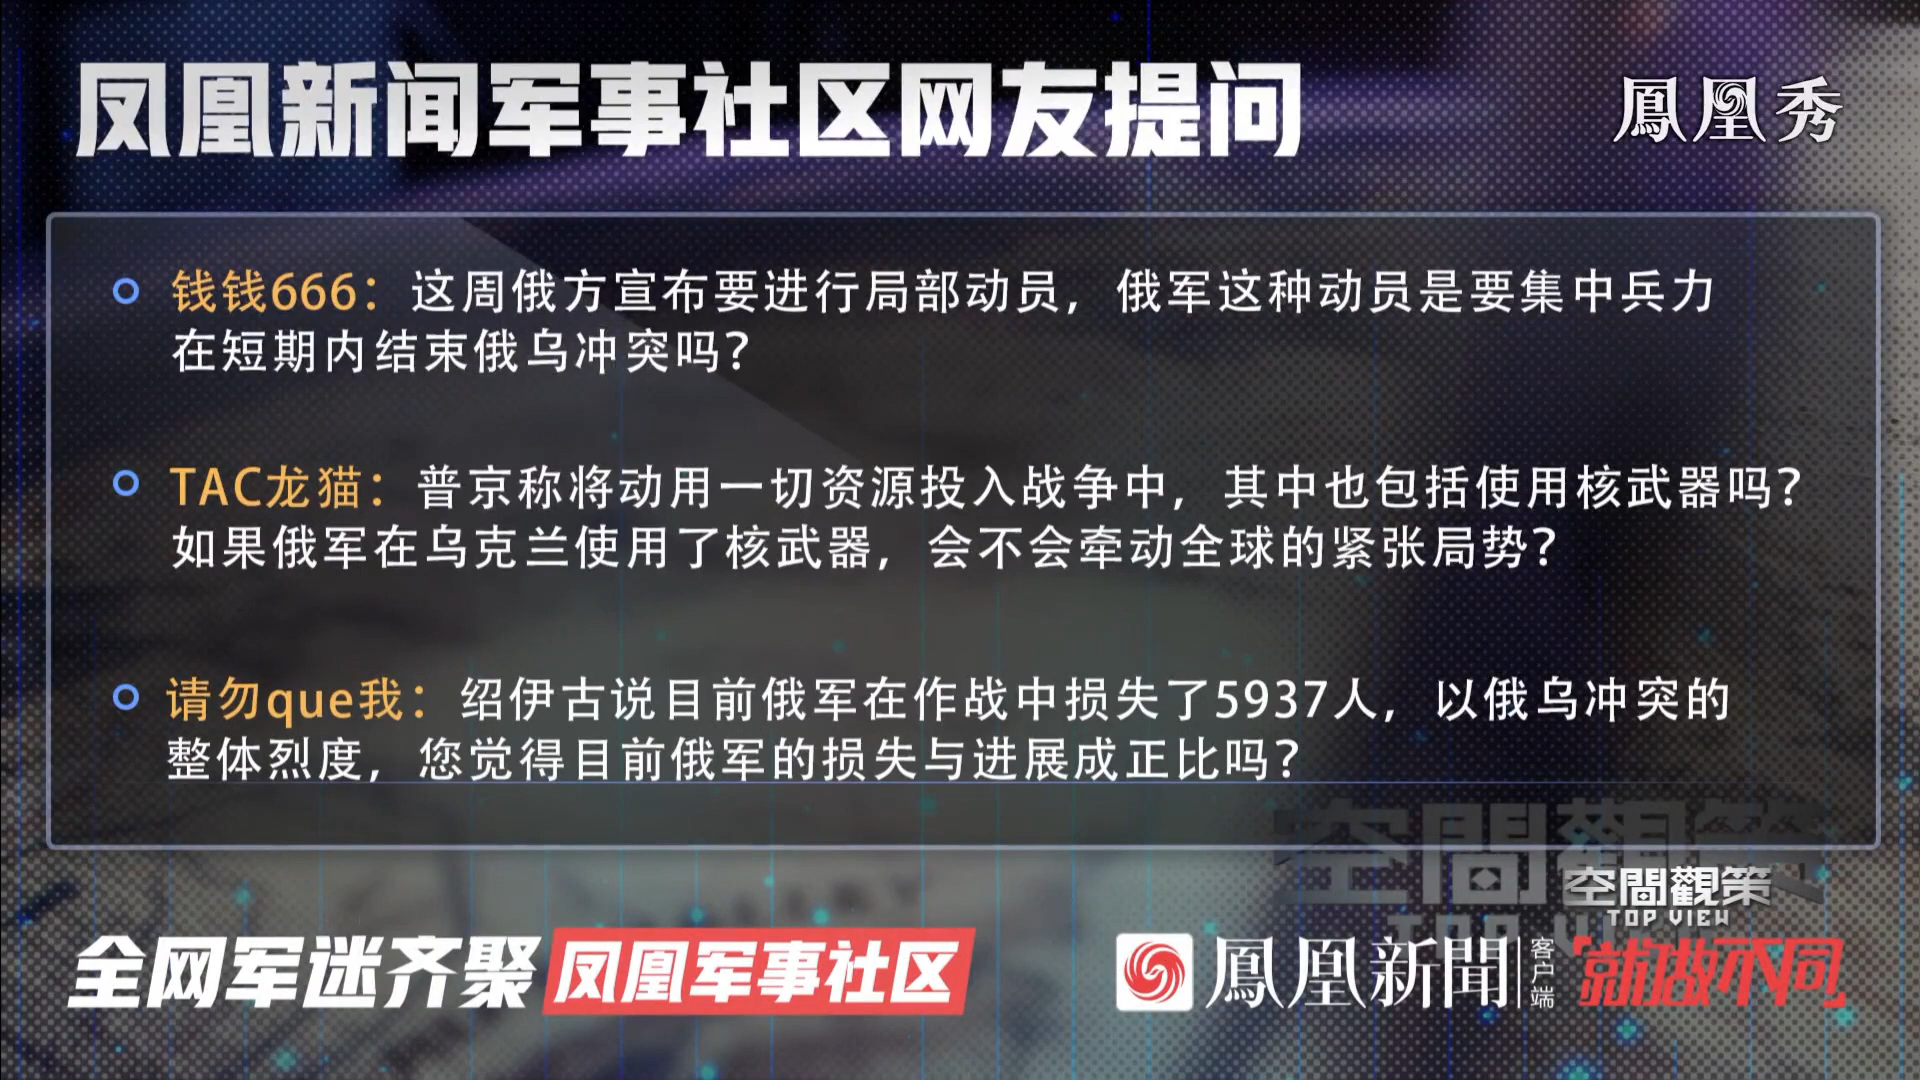 凤凰新闻军事社区网友提问
鳳凰秀
钱钱666：这周俄方宣布要进行局部动员，俄军这种动员是要集中兵力
在短期内结束俄乌冲突吗？
TAC龙猫：普京称将动用一切资源投入战争中，其中也包括使用核武器吗？
如果俄军在乌克兰使用了核武器，会不会牵动全球的紧张局势？
请勿que我：绍伊古说目前俄军在作战中损失了5937人，以俄乌冲突的
整体烈度，您觉得目前俄军的损失与进展成正比吗？
空間觀策
TOP VIEW
空間觀策
TOP VIEW
全网军迷齐聚 凤凰军事社区
鳳凰新聞 客户端 「就做不同」